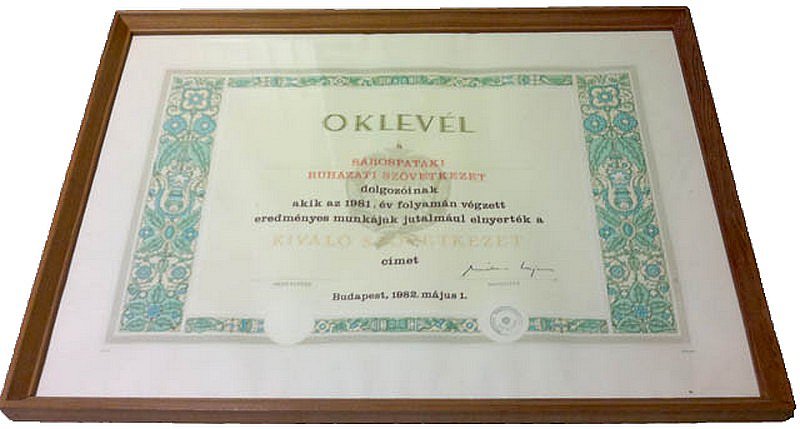 OKLEVÉL
a
SÁROSPATAKI
RUHÁZATI SZÖVETKEZET
dolgozóinak
akik az 1981. év folyamán végzett
eredményes munkájuk jutalmául elnyerték a
KIVÁLÓ SZÖVETKEZET
címet
Budapest, 1982. május 1.